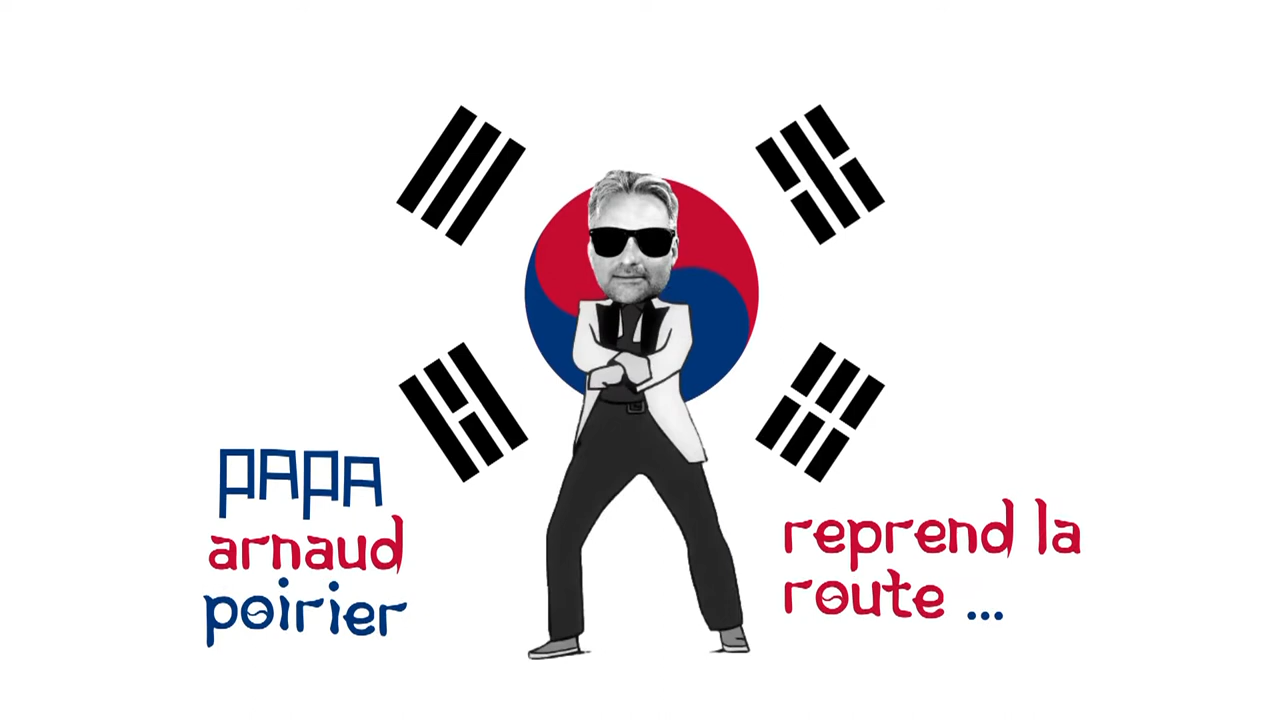 PAPA
arnaud
poirier
reprend la
route ...